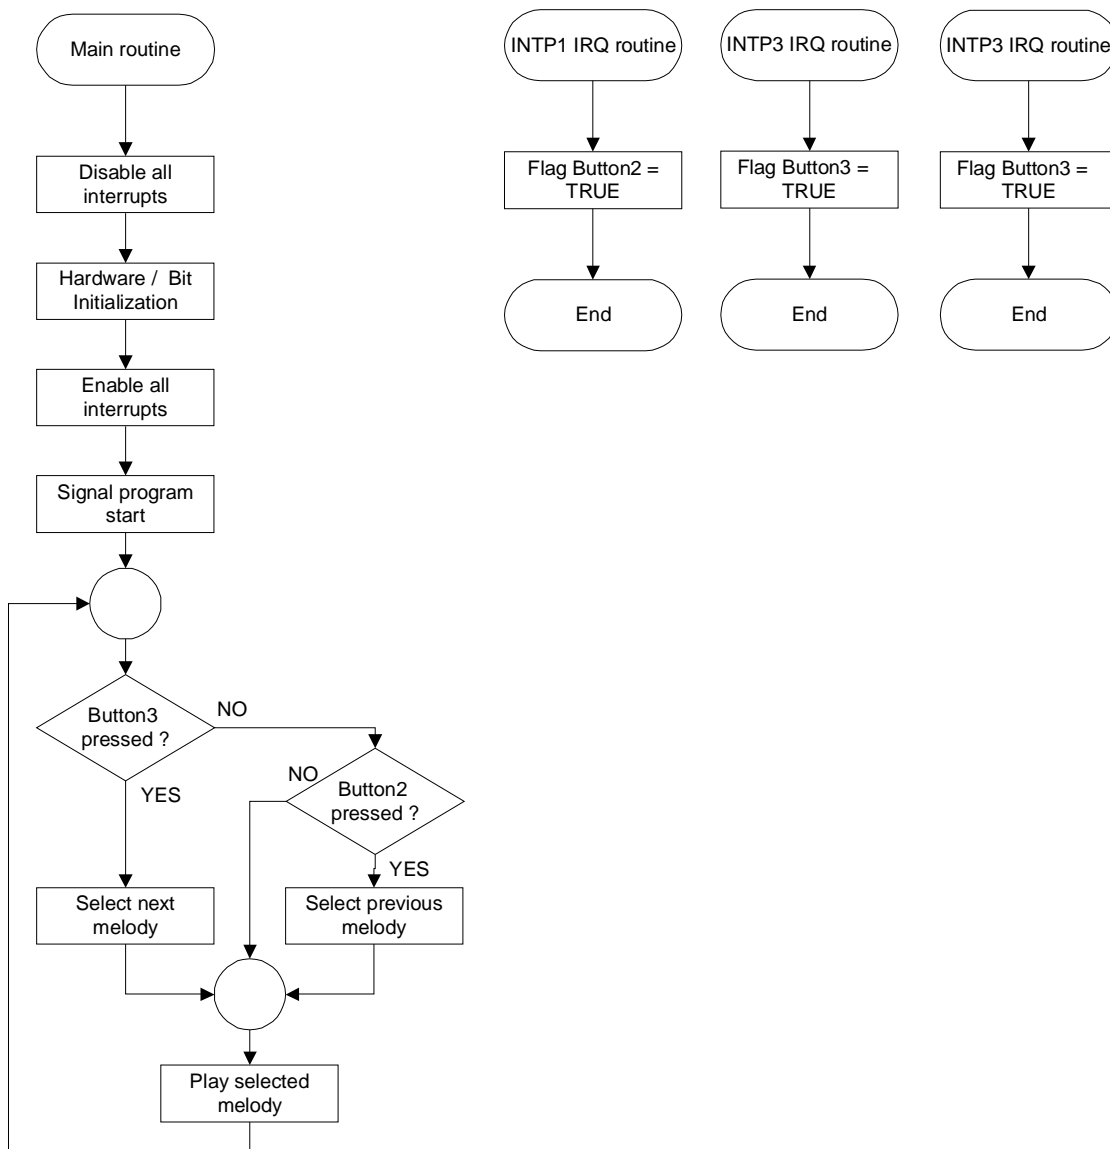 Main routine
INTP1 IRQ routine
INTP3 IRQ routine
INTP3 IRQ routine
Disable all
interrupts
Flag Button2 =
TRUE
Flag Button3 =
TRUE
Flag Button3 =
TRUE
Hardware / Bit
Initialization
End
End
End
Enable all
interrupts
Signal program
start
Button3
pressed ?
NO
YES
NO
Button2
pressed ?
YES
Select next
melody
Select previous
melody
Play selected
melody